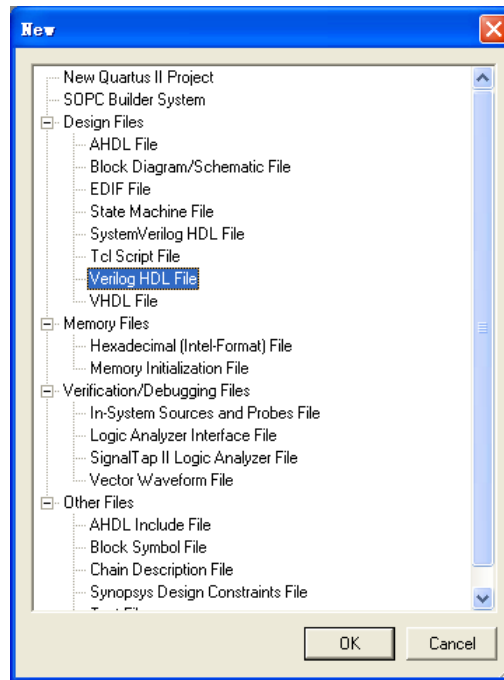 New
New Quartus II Project
SOPC Builder System
Design Files
AHDL File
Block Diagram/Schematic File
EDIF File
State Machine File
SystemVerilog HDL File
Tcl Script File
Verilog HDL File
VHDL File
Memory Files
Hexadecimal (Intel-Format) File
Memory Initialization File
Verification/Debugging Files
In-System Sources and Probes File
Logic Analyzer Interface File
SignalTap II Logic Analyzer File
Vector Waveform File
Other Files
AHDL Include File
Block Symbol File
Chain Description File
Synopsys Design Constraints File
OK Cancel